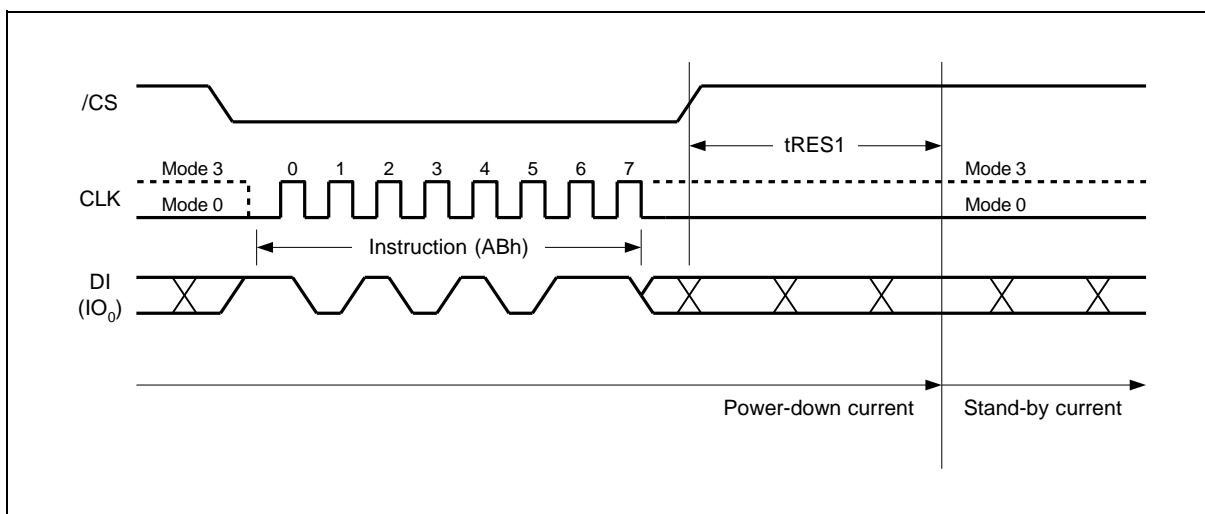 /CS
tRES1
Mode 3 0 1 2 3 4 5 6 7 Mode 3
CLK
Mode 0 Mode 0
Instruction (ABh)
DI
(IO0)
Power-down current Stand-by current